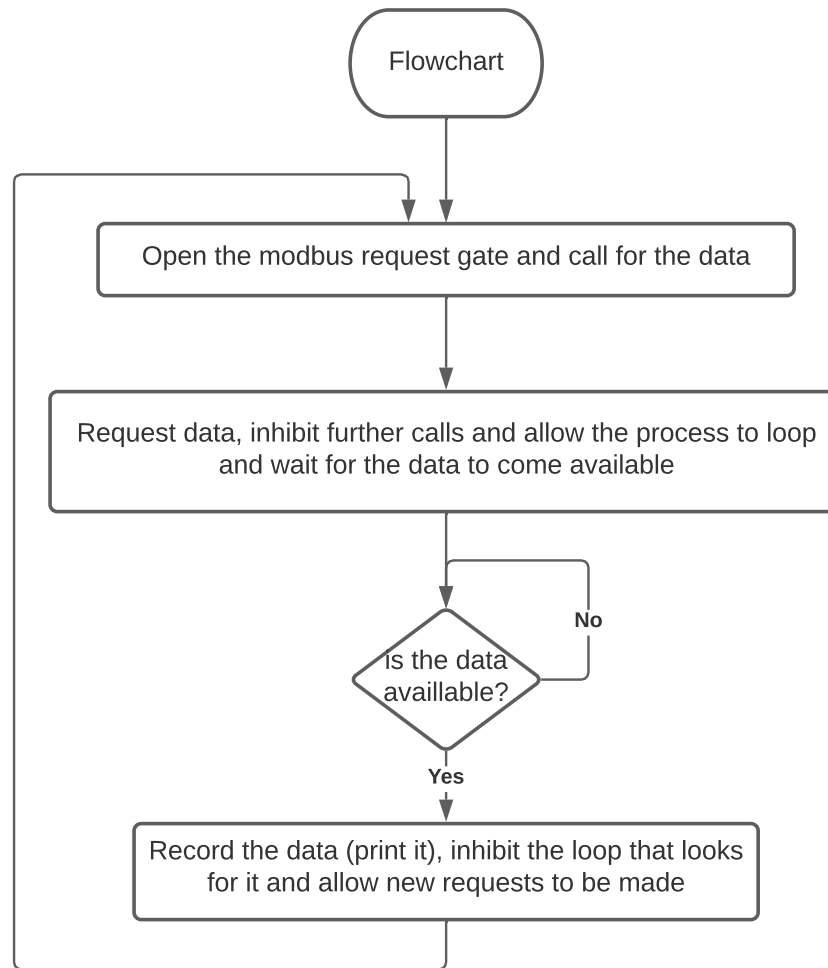 Flowchart
Open the modbus request gate and call for the data
Request data, inhibit further calls and allow the process to loop
and wait for the data to come available
No
is the data
availlable?
Yes
Record the data (print it), inhibit the loop that looks
for it and allow new requests to be made